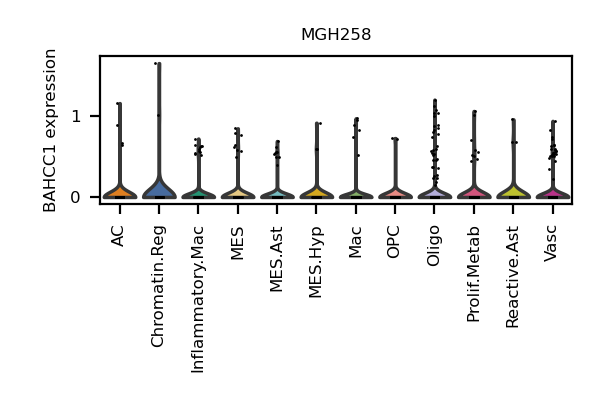 MGH258
BAHCC1 expression
1
0
AC
Chromatin.Reg
Inflammatory.Mac
MES
MES.Ast
MES.Hyp
Mac
OPC
Oligo
Prolif.Metab
Reactive.Ast
Vasc